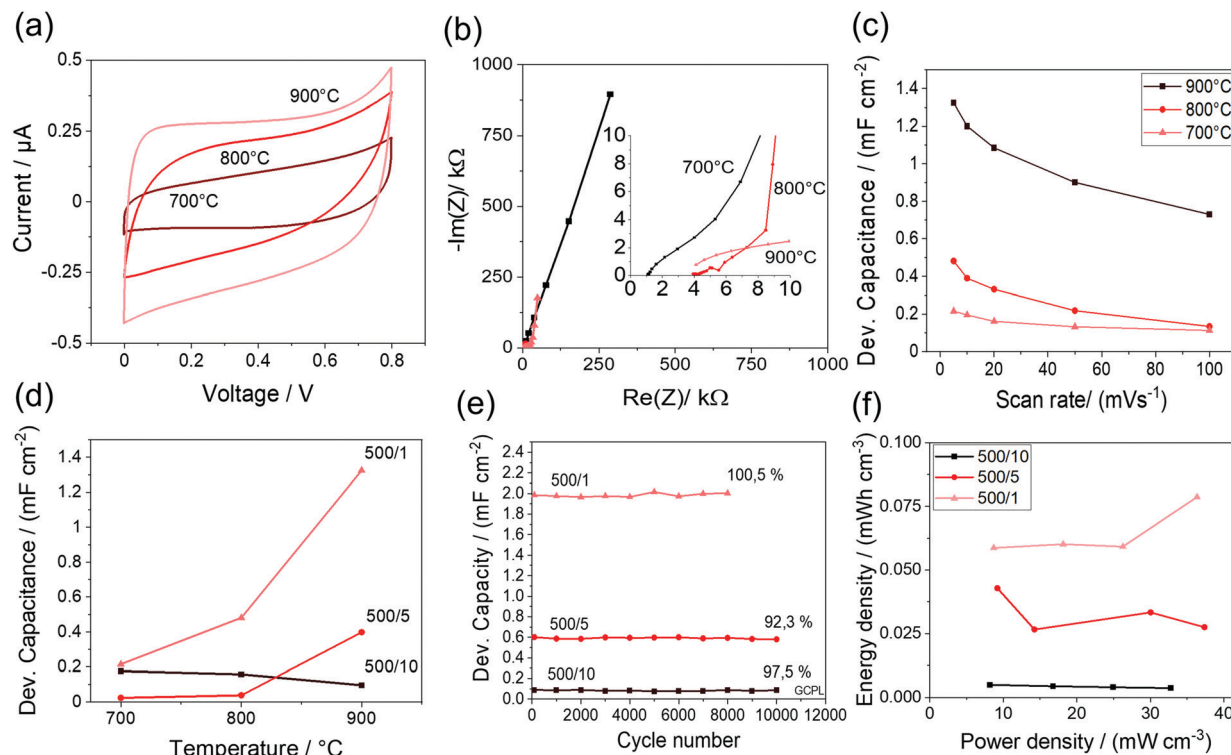 (a)
0.5
0.25
0
-0.25
-0.5
Current / μA
900°C
800°C
700°C
0
0.2
0.4
0.6
0.8
Voltage / V
(b)
1000
750
500
250
0
-Im(Z)/ kΩ
10
8
6
4
2
0
700°C
800°C
900°C
0 2 4 6 8 10
0 250 500 750 1000
Re(Z)/ kΩ
(c)
1.4
1.2
1
0.8
0.6
0.4
0.2
0
Dev. Capacitance / (mF cm-2)
900°C
800°C
700°C
0 20 40 60 80 100
Scan rate/ (mVs-1)
(d)
1.4
1.2
1
0.8
0.6
0.4
0.2
0
Dev. Capacitance / (mF cm-2)
500/1
500/5
500/10
700 800 900
Temperature / °C
(e)
2.4
2.2
2.0
1.8
1.6
1.4
1.2
1.0
0.8
0.6
0.4
0.2
0.0
Dev. Capacity / (mF cm-2)
500/1 100,5 %
500/5 92,3 %
500/10 97,5 %
GCPL
0 2000 4000 6000 8000 10000 12000
Cycle number
(f)
0.100
0.075
0.050
0.025
0.000
Energy density / (mWh cm-3)
500/10
500/5
500/1
0 10 20 30 40
Power density / (mW cm-3)